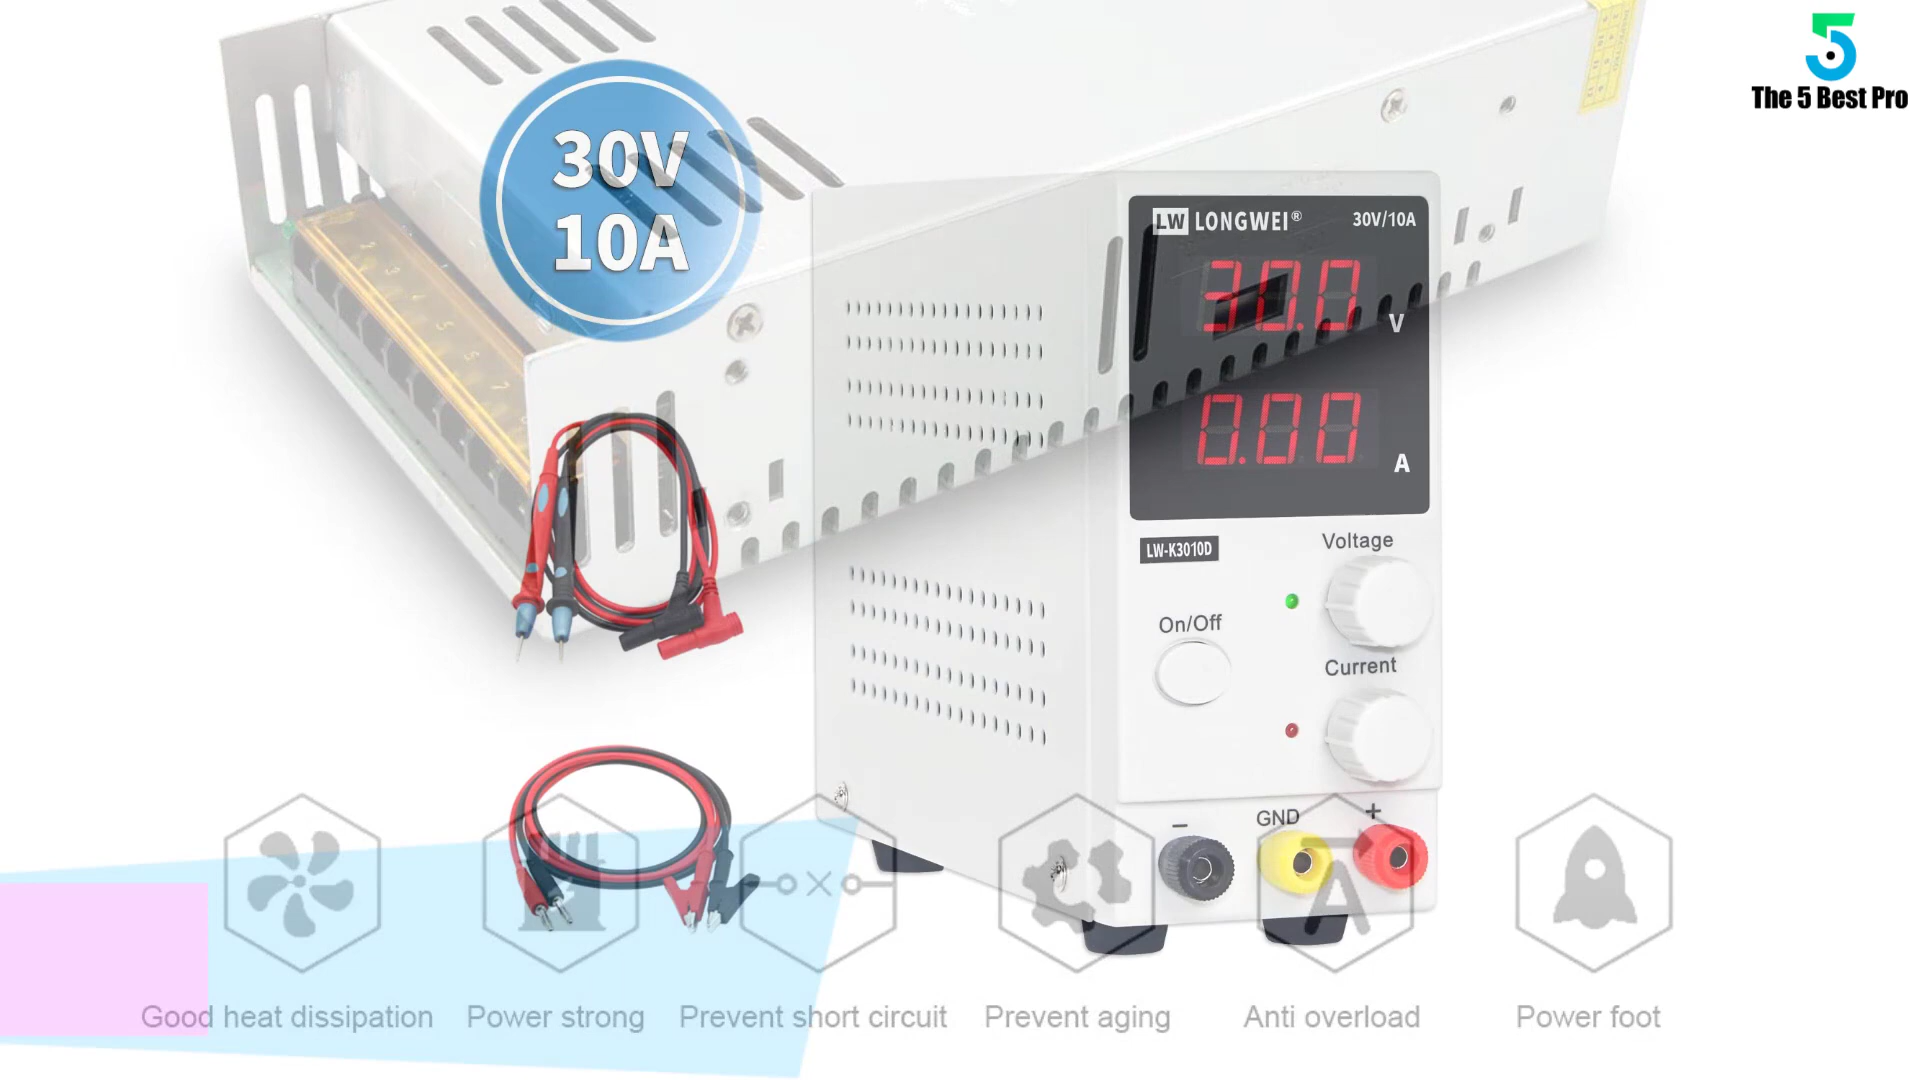 5
The 5 Best Pro
30V
10A
LW LONGWEI® 30V/10A
30.0
V
0.00
A
LW-K3010D
Voltage
On/Off
Current
− GND +
A
Good heat dissipation Power strong Prevent short circuit Prevent aging Anti overload Power foot